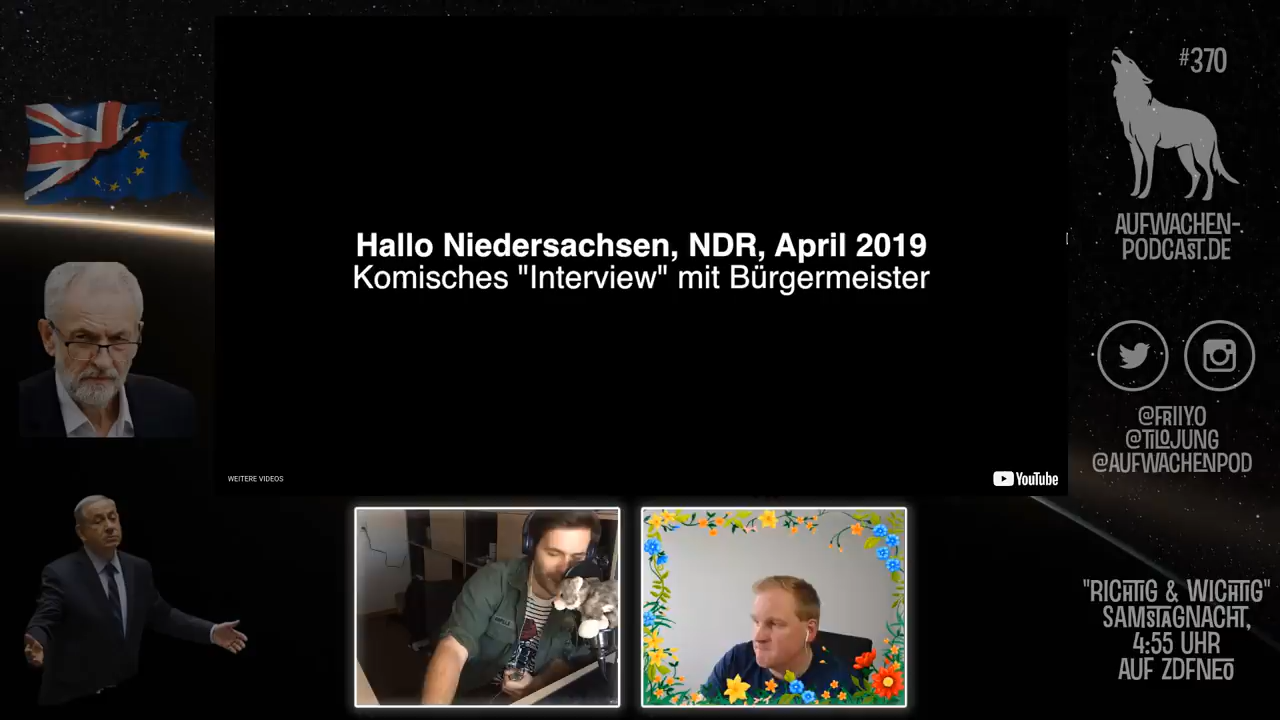 Hallo Niedersachsen, NDR, April 2019
Komisches "Interview" mit Bürgermeister
WEITERE VIDEOS
YouTube
#370
AUFWACHEN-
PODCAST.DE
@FRIIYO
@TILOJUNG
@AUFWACHENPOD
"RICHTIG & WICHTIG"
SAMSTAGNACHT,
4:55 UHR
AUF ZDFNEO